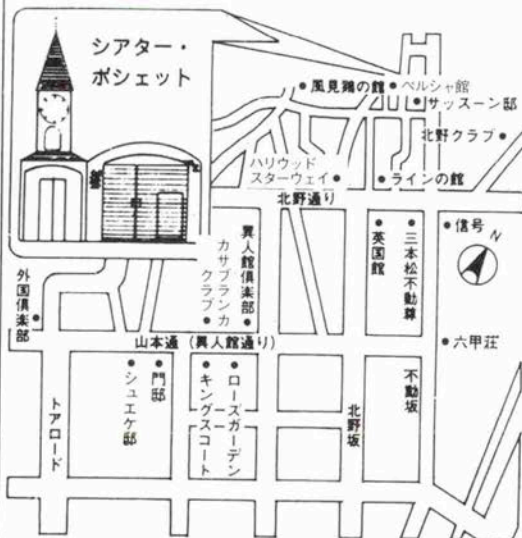 シアター・
ポシェット
風見鶏の館
ペルシャ館
サッスーン邸
北野クラブ
ハリウッド
スターウェイ
ラインの館
北野通り
信号
N
英国館
三本松不動尊
異人館倶楽部
カサブランカ
クラブ
外国倶楽部
山本通(異人館通り)
六甲荘
トアロード
シュエケ邸
門邸
キングスコート
ローズガーデン
北野坂
不動坂